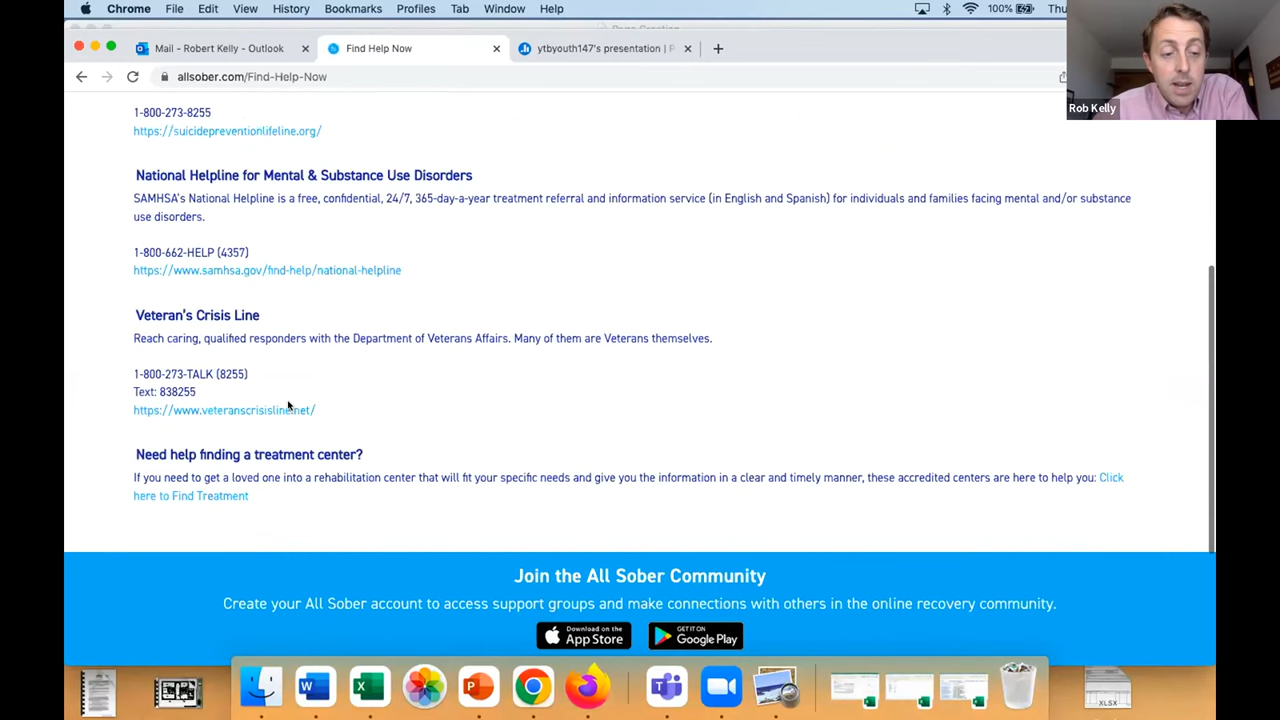 Chrome File Edit View History Bookmarks Profiles Tab Window Help 100% Thu
Mail - Robert Kelly - Outlook
Find Help Now
ytbyouth147's presentation | P
allsober.com/Find-Help-Now
Rob Kelly
1-800-273-8255
https://suicidepreventionlifeline.org/
National Helpline for Mental & Substance Use Disorders
SAMHSA's National Helpline is a free, confidential, 24/7, 365-day-a-year treatment referral and information service (in English and Spanish) for individuals and families facing mental and/or substance
use disorders.
1-800-662-HELP (4357)
https://www.samhsa.gov/find-help/national-helpline
Veteran's Crisis Line
Reach caring, qualified responders with the Department of Veterans Affairs. Many of them are Veterans themselves.
1-800-273-TALK (8255)
Text: 838255
https://www.veteranscrisisline.net/
Need help finding a treatment center?
If you need to get a loved one into a rehabilitation center that will fit your specific needs and give you the information in a clear and timely manner, these accredited centers are here to help you: Click
here to Find Treatment
Join the All Sober Community
Create your All Sober account to access support groups and make connections with others in the online recovery community.
Download on the
App Store
GET IT ON
Google Play
W
X
P
T
XLSX